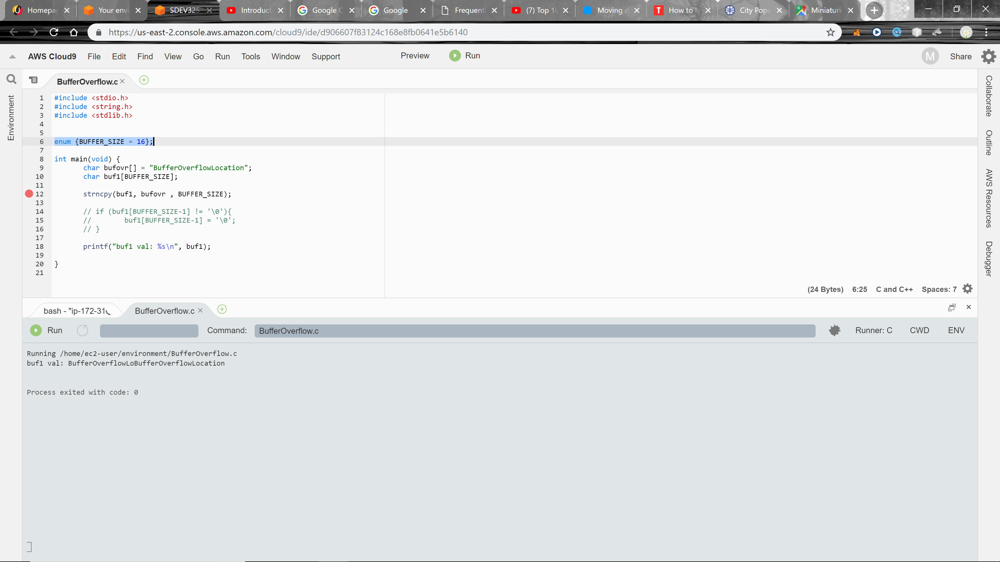 Homepag Your envi SDEV325 Introduct Google C Google Frequentl (7) Top 10 Moving d How to M City Popu Miniaturk
https://us-east-2.console.aws.amazon.com/cloud9/ide/d906607f83124c168e8fb0641e5b6140
AWS Cloud9 File Edit Find View Go Run Tools Window Support Preview Run M Share
BufferOverflow.c
Environment
1 #include <stdio.h>
2 #include <string.h>
3 #include <stdlib.h>
4
5
6 enum {BUFFER_SIZE = 16};
7
8 int main(void) {
9 char bufovr[] = "BufferOverflowLocation";
10 char buf1[BUFFER_SIZE];
11
12 strncpy(buf1, bufovr , BUFFER_SIZE);
13
14 // if (buf1[BUFFER_SIZE-1] != '\0'){
15 // buf1[BUFFER_SIZE-1] = '\0';
16 // }
17
18 printf("buf1 val: %s\n", buf1);
19
20 }
21
(24 Bytes) 6:25 C and C++ Spaces: 7
Collaborate
Outline
AWS Resources
Debugger
bash - "ip-172-31 BufferOverflow.c
Run Command: BufferOverflow.c Runner: C CWD ENV
Running /home/ec2-user/environment/BufferOverflow.c
buf1 val: BufferOverflowLoBufferOverflowLocation
Process exited with code: 0